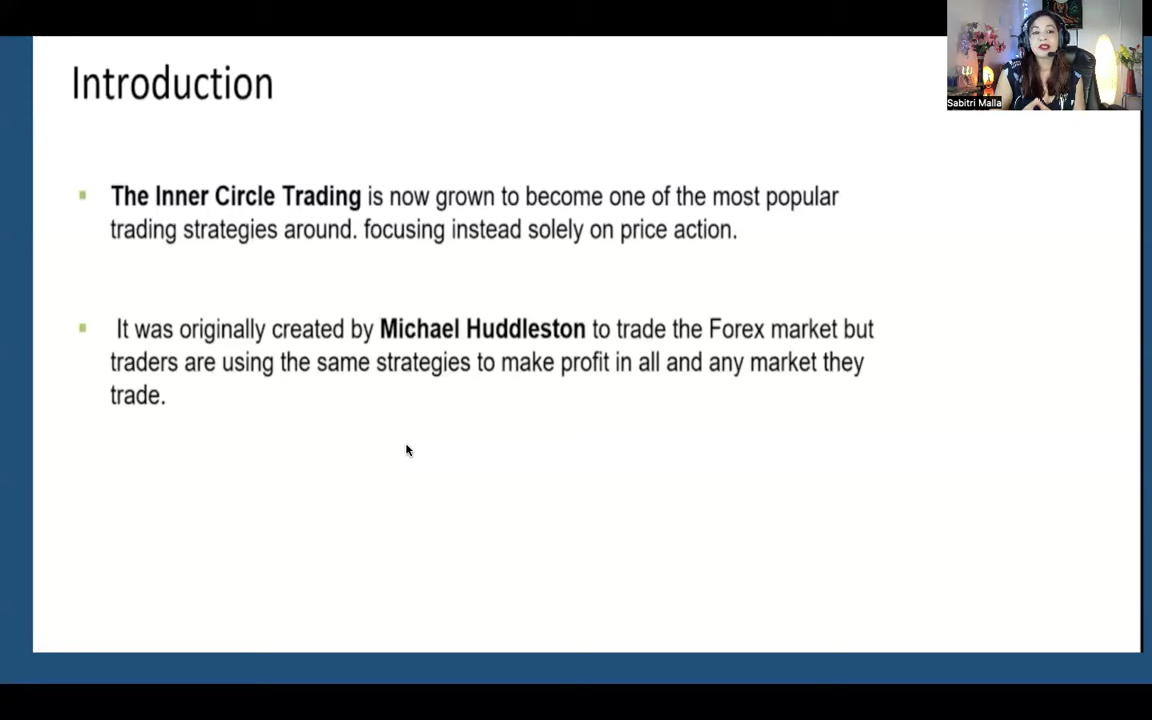 Introduction
Sabitri Malla
The Inner Circle Trading is now grown to become one of the most popular
trading strategies around. focusing instead solely on price action.
It was originally created by Michael Huddleston to trade the Forex market but
traders are using the same strategies to make profit in all and any market they
trade.